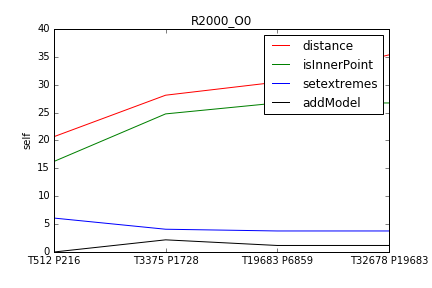 R2000_O0
40
35
30
25
20
15
10
5
0
self
distance
isInnerPoint
setextremes
addModel
T512 P216 T3375 P1728 T19683 P6859 T32678 P19683